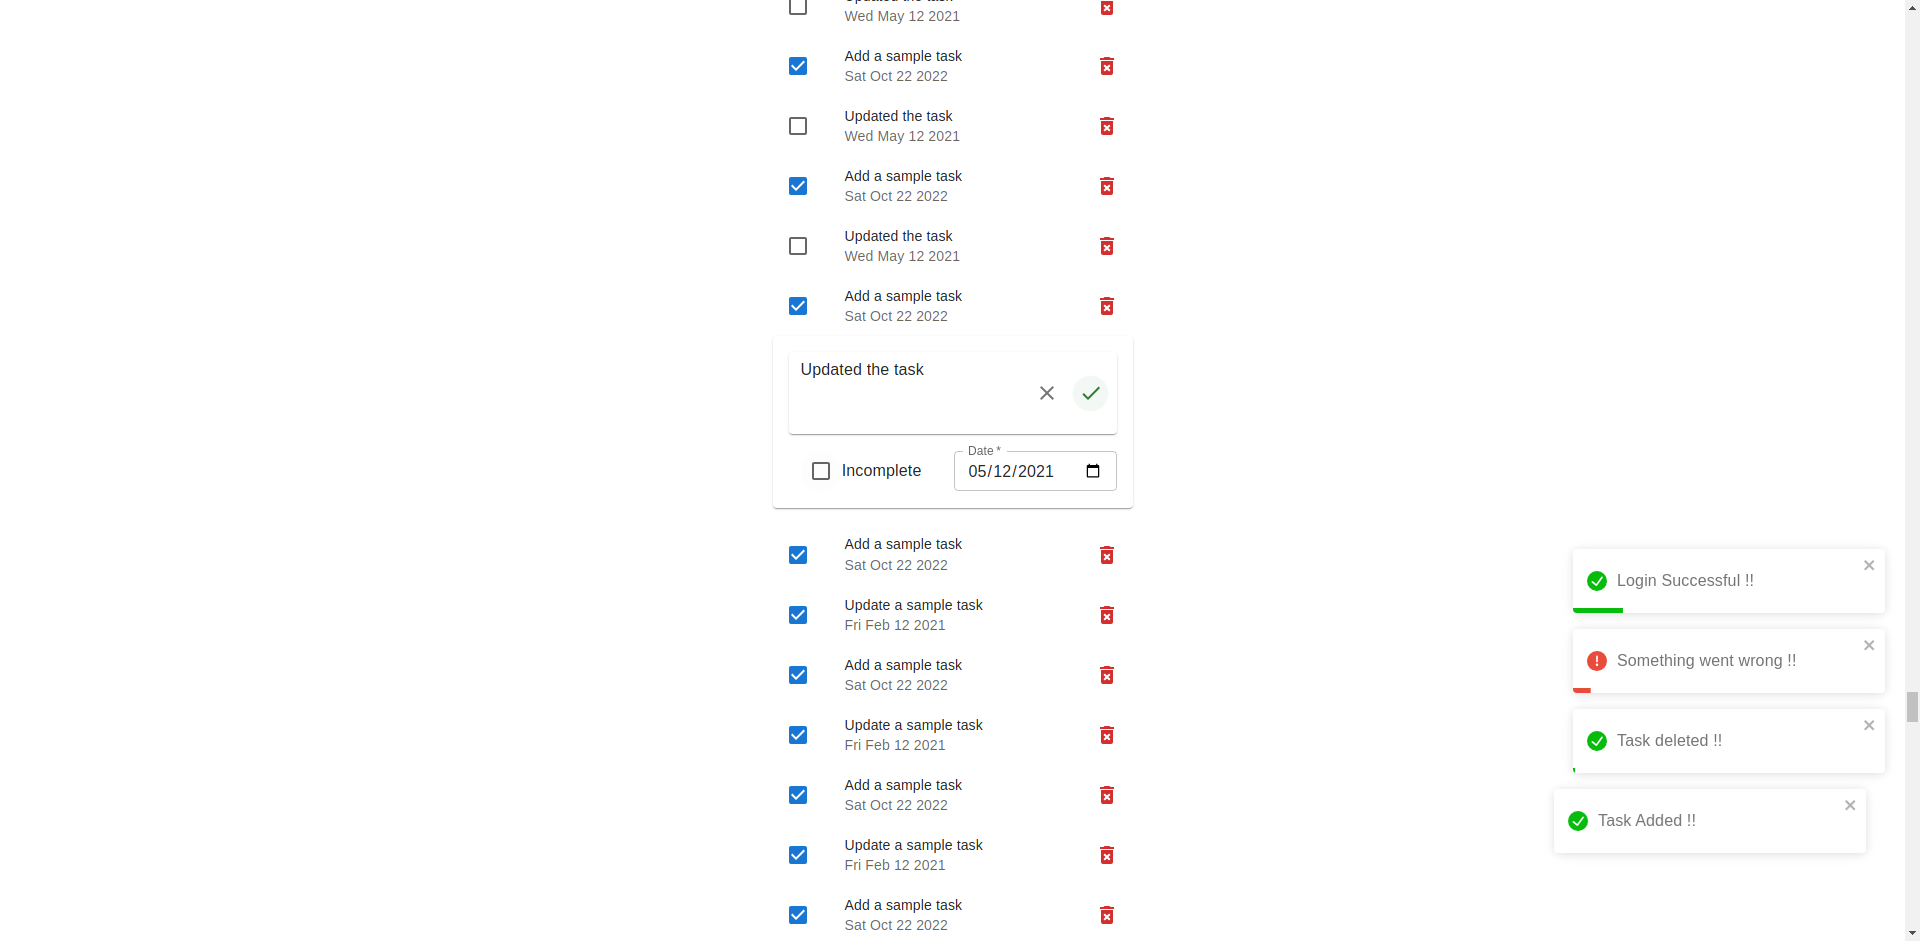 Updated the task
Wed May 12 2021
Add a sample task
Sat Oct 22 2022
Updated the task
Wed May 12 2021
Add a sample task
Sat Oct 22 2022
Updated the task
Wed May 12 2021
Add a sample task
Sat Oct 22 2022
Updated the task
Incomplete
Date *
05/12/2021
Add a sample task
Sat Oct 22 2022
Update a sample task
Fri Feb 12 2021
Add a sample task
Sat Oct 22 2022
Update a sample task
Fri Feb 12 2021
Add a sample task
Sat Oct 22 2022
Update a sample task
Fri Feb 12 2021
Add a sample task
Sat Oct 22 2022
Login Successful !!
Something went wrong !!
Task deleted !!
Task Added !!